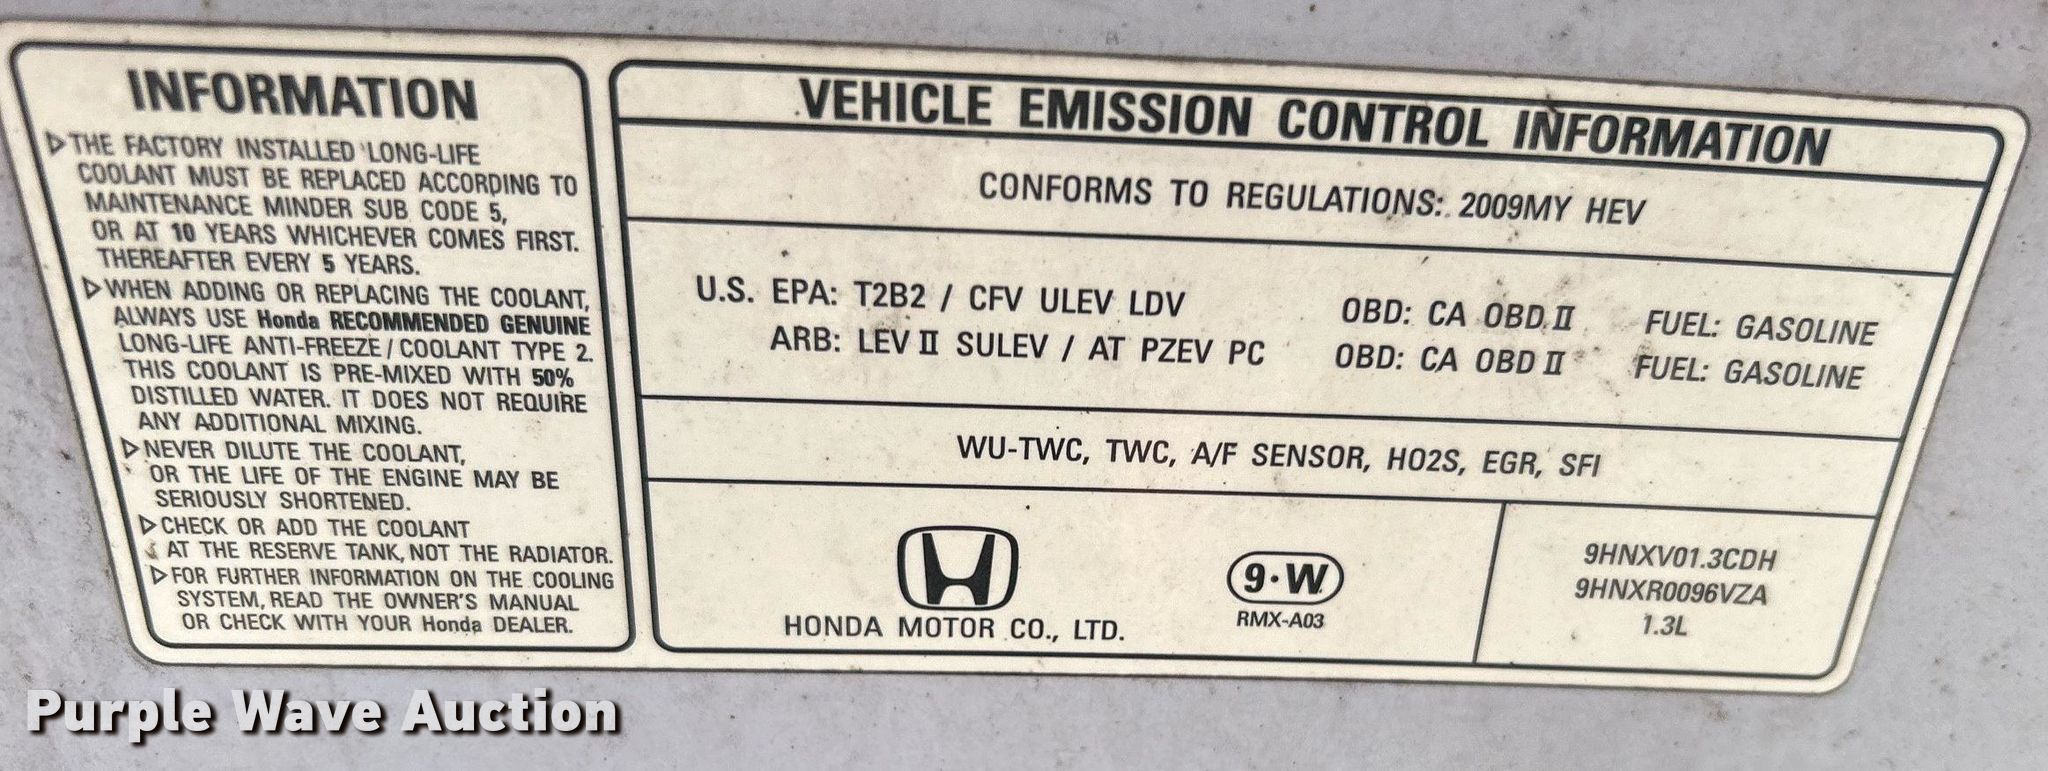 INFORMATION
▷THE FACTORY INSTALLED LONG-LIFE
COOLANT MUST BE REPLACED ACCORDING TO
MAINTENANCE MINDER SUB CODE 5,
OR AT 10 YEARS WHICHEVER COMES FIRST.
THEREAFTER EVERY 5 YEARS.
▷WHEN ADDING OR REPLACING THE COOLANT,
ALWAYS USE Honda RECOMMENDED GENUINE
LONG-LIFE ANTI-FREEZE/COOLANT TYPE 2.
THIS COOLANT IS PRE-MIXED WITH 50%
DISTILLED WATER. IT DOES NOT REQUIRE
ANY ADDITIONAL MIXING.
▷NEVER DILUTE THE COOLANT,
OR THE LIFE OF THE ENGINE MAY BE
SERIOUSLY SHORTENED.
▷CHECK OR ADD THE COOLANT
AT THE RESERVE TANK, NOT THE RADIATOR.
▷FOR FURTHER INFORMATION ON THE COOLING
SYSTEM, READ THE OWNER'S MANUAL
OR CHECK WITH YOUR Honda DEALER.
VEHICLE EMISSION CONTROL INFORMATION
CONFORMS TO REGULATIONS: 2009MY HEV
U.S. EPA: T2B2 / CFV ULEV LDV OBD: CA OBD II FUEL: GASOLINE
ARB: LEV II SULEV / AT PZEV PC OBD: CA OBD II FUEL: GASOLINE
WU-TWC, TWC, A/F SENSOR, HO2S, EGR, SFI
HONDA MOTOR CO., LTD.
9·W
RMX-A03
9HNXV01.3CDH
9HNXR0096VZA
1.3L
Purple Wave Auction